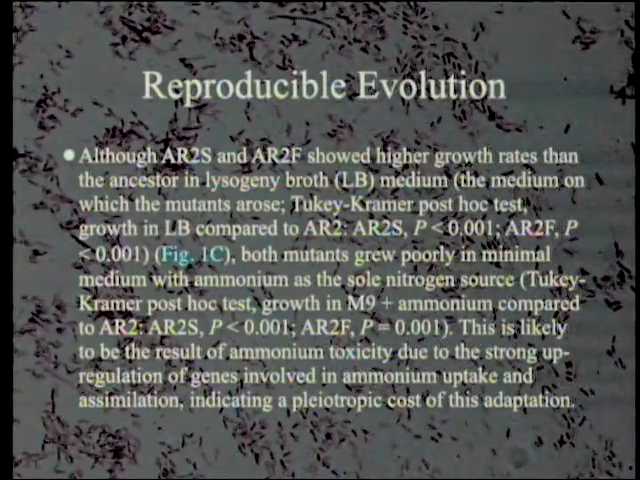 Reproducible Evolution
Although AR2S and AR2F showed higher growth rates than
the ancestor in lysogeny broth (LB) medium (the medium on
which the mutants arose; Tukey-Kramer post hoc test,
growth in LB compared to AR2: AR2S, P < 0.001; AR2F, P
< 0.001) (Fig. 1C), both mutants grew poorly in minimal
medium with ammonium as the sole nitrogen source (Tukey-
Kramer post hoc test, growth in M9 + ammonium compared
to AR2: AR2S, P < 0.001; AR2F, P = 0.001). This is likely
to be the result of ammonium toxicity due to the strong up-
regulation of genes involved in ammonium uptake and
assimilation, indicating a pleiotropic cost of this adaptation.